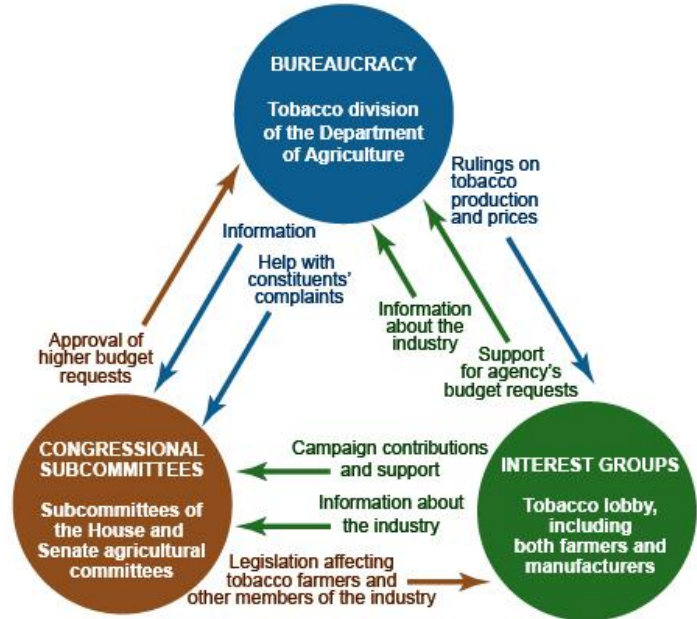 BUREAUCRACY
Tobacco division
of the Department
of Agriculture
Rulings on
tobacco
production
and prices
Information
Help with
constituents'
complaints
Information
about the
industry
Approval of
higher budget
requests
Support
for agency's
budget requests
CONGRESSIONAL
SUBCOMMITTEES
Subcommittees of
the House and
Senate agricultural
committees
Campaign contributions
and support
Information about
the industry
Legislation affecting
tobacco farmers and
other members of the industry
INTEREST GROUPS
Tobacco lobby,
including
both farmers and
manufacturers